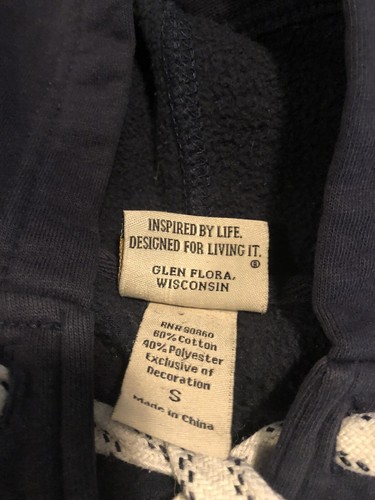 INSPIRED BY LIFE.
DESIGNED FOR LIVING IT.
®
GLEN FLORA,
WISCONSIN
RN# 90860
60% Cotton
40% Polyester
Exclusive of
Decoration
S
Made in China